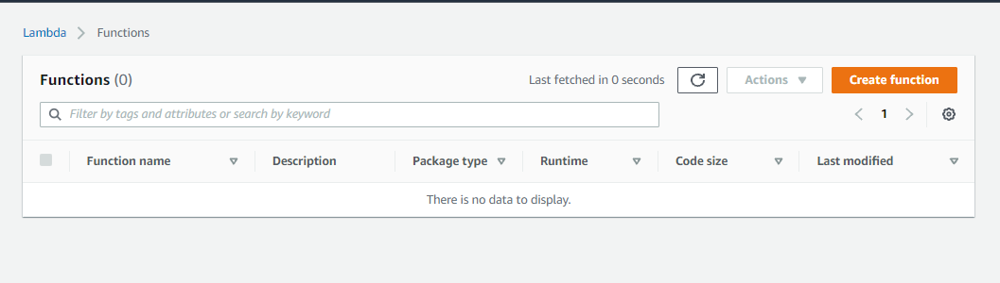 Lambda > Functions
Functions (0) Last fetched in 0 seconds Actions Create function
Filter by tags and attributes or search by keyword 1
Function name Description Package type Runtime Code size Last modified
There is no data to display.